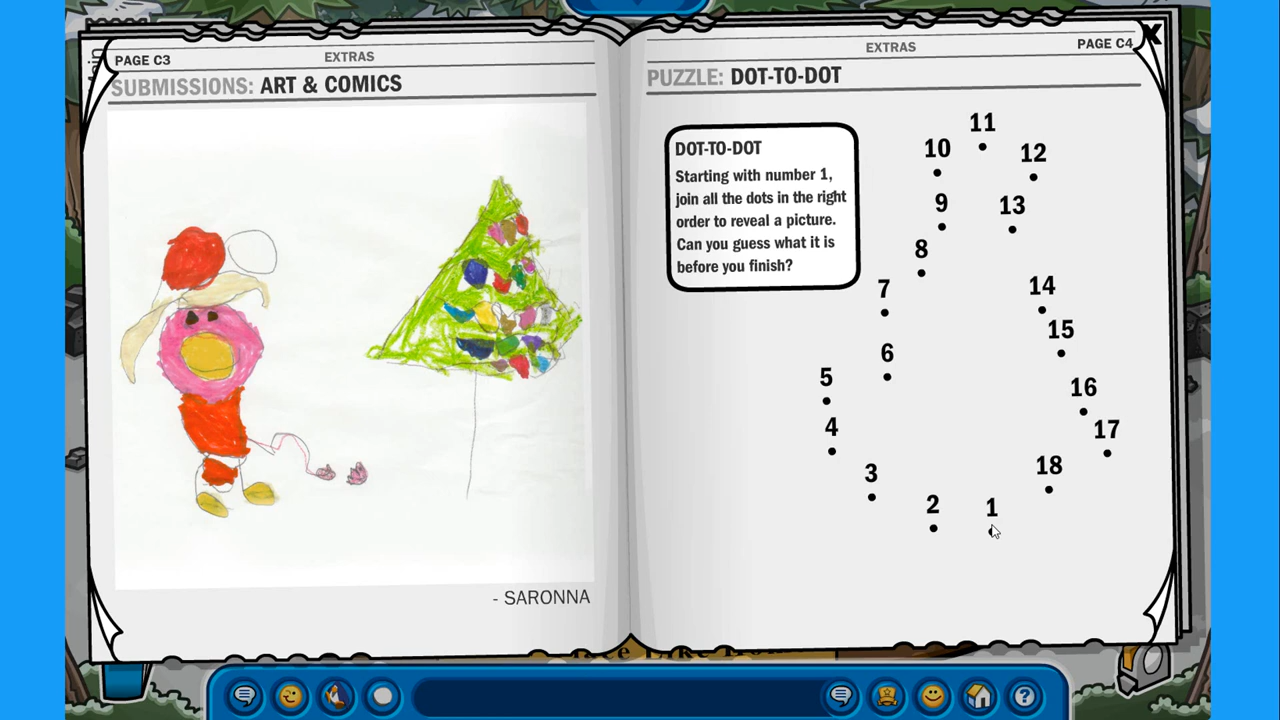 PAGE C3
EXTRAS
SUBMISSIONS: ART & COMICS
- SARONNA
EXTRAS
PAGE C4
X
PUZZLE: DOT-TO-DOT
DOT-TO-DOT
Starting with number 1,
join all the dots in the right
order to reveal a picture.
Can you guess what it is
before you finish?
11
10
12
9
13
8
7
14
15
6
5
16
4
17
3
18
2
1
?